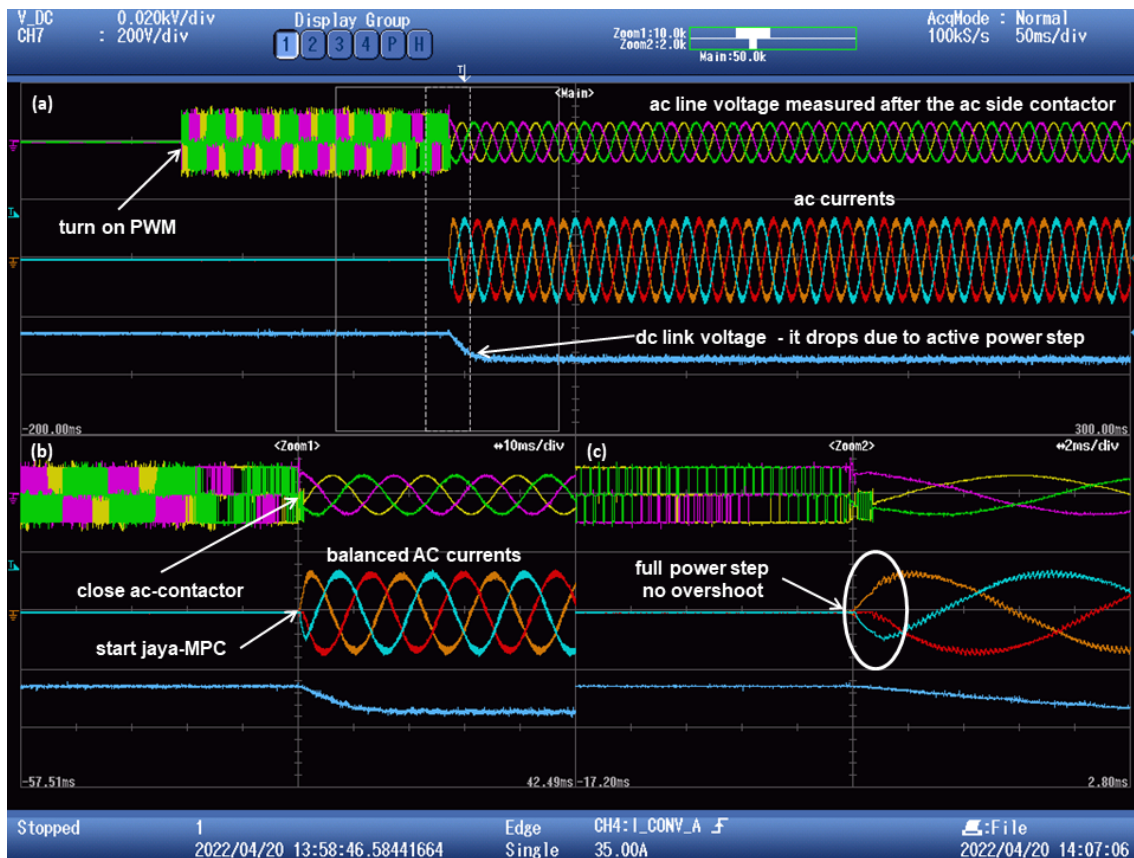 V_DC 0.020kV/div
CH7 : 200V/div
Display Group
1 2 3 4 P H
Zoom1:10.0k
Zoom2:2.0k
Main:50.0k
AcqMode : Normal
100kS/s 50ms/div
T
(a)
<Main>
ac line voltage measured after the ac side contactor
turn on PWM
ac currents
dc link voltage - it drops due to active power step
-200.00ms
300.00ms
(b)
<Zoom1>
↔10ms/div
close ac-contactor
balanced AC currents
start jaya-MPC
-57.51ms
42.49ms
(c)
<Zoom2>
↔2ms/div
full power step
no overshoot
-17.20ms
2.80ms
Stopped
1
2022/04/20 13:58:46.58441664
Edge
Single
CH4:I_CONV_A
35.00A
:File
2022/04/20 14:07:06